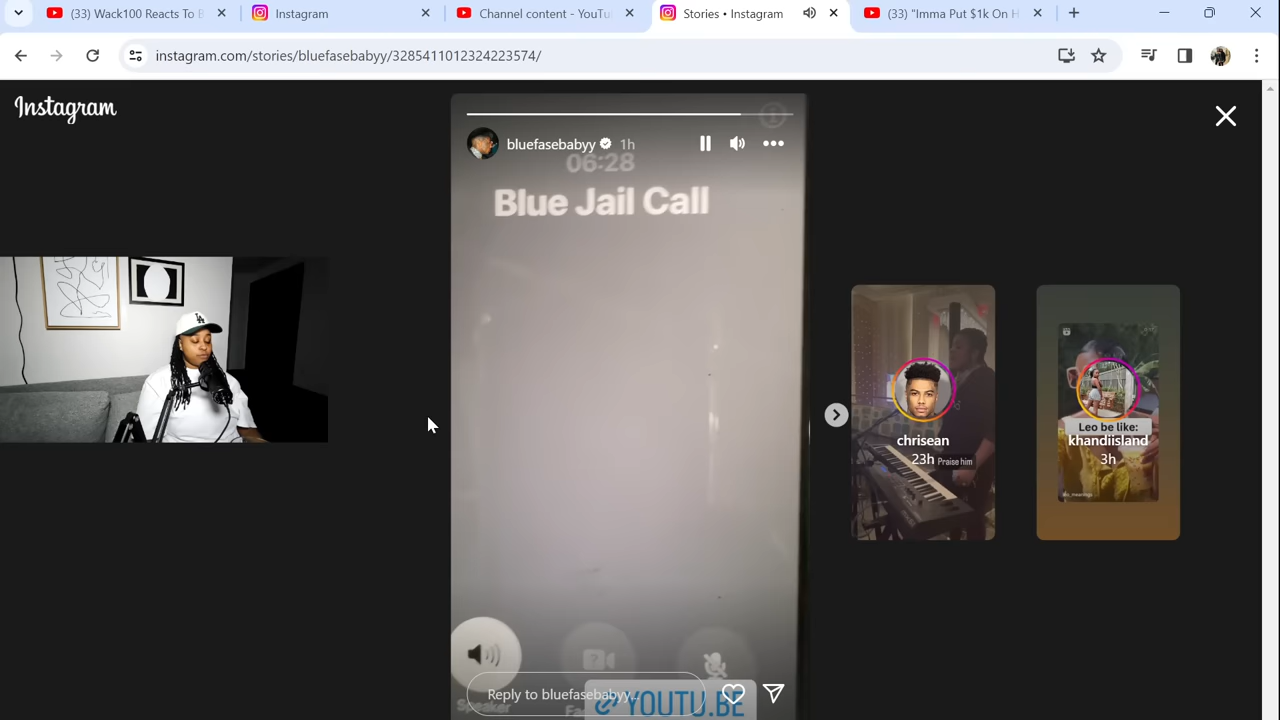 (33) Wack100 Reacts To B
Instagram
Channel content - YouTu
Stories • Instagram
(33) "Imma Put $1k On H
instagram.com/stories/bluefasebabyy/3285411012324223574/
Instagram
bluefasebabyy 1h
06:28
Blue Jail Call
chrisean
23h Praise him
Leo be like:
khandiisland
3h
Reply to bluefasebabyy...
YOUTU.BE
Speaker